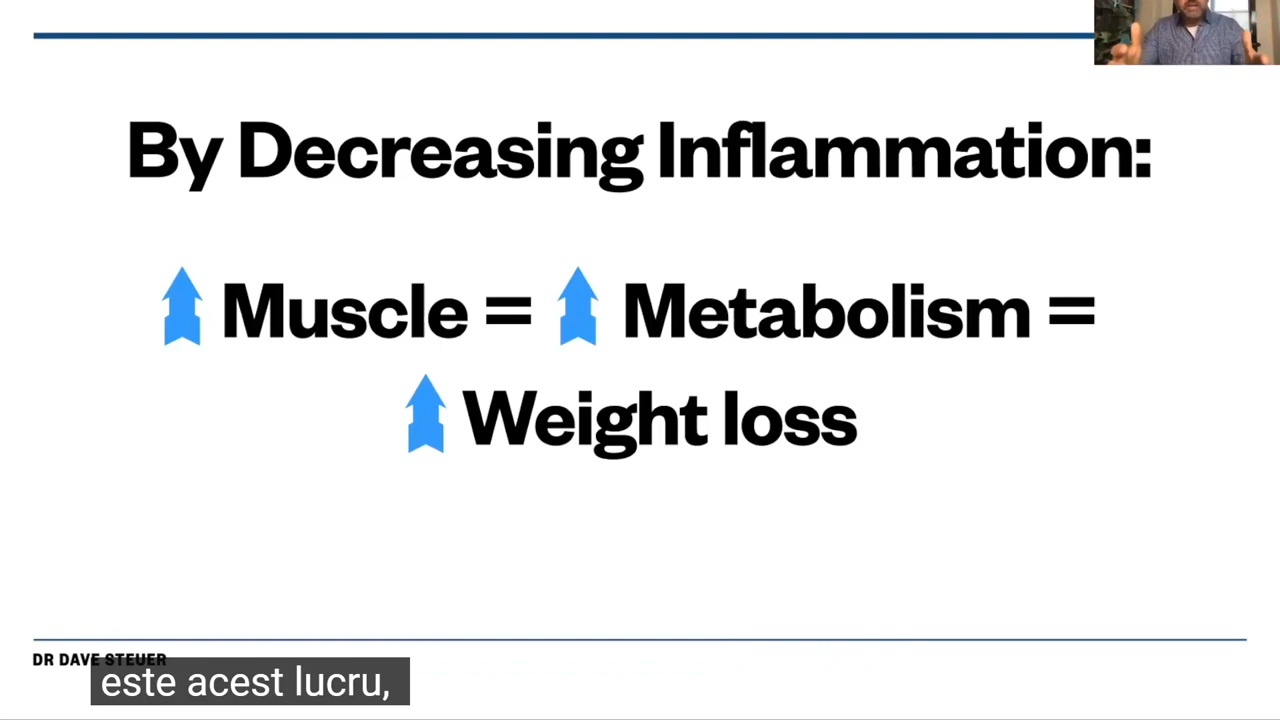 By Decreasing Inflammation:
Muscle = Metabolism =
Weight loss
DR DAVE STEUER
este acest lucru,